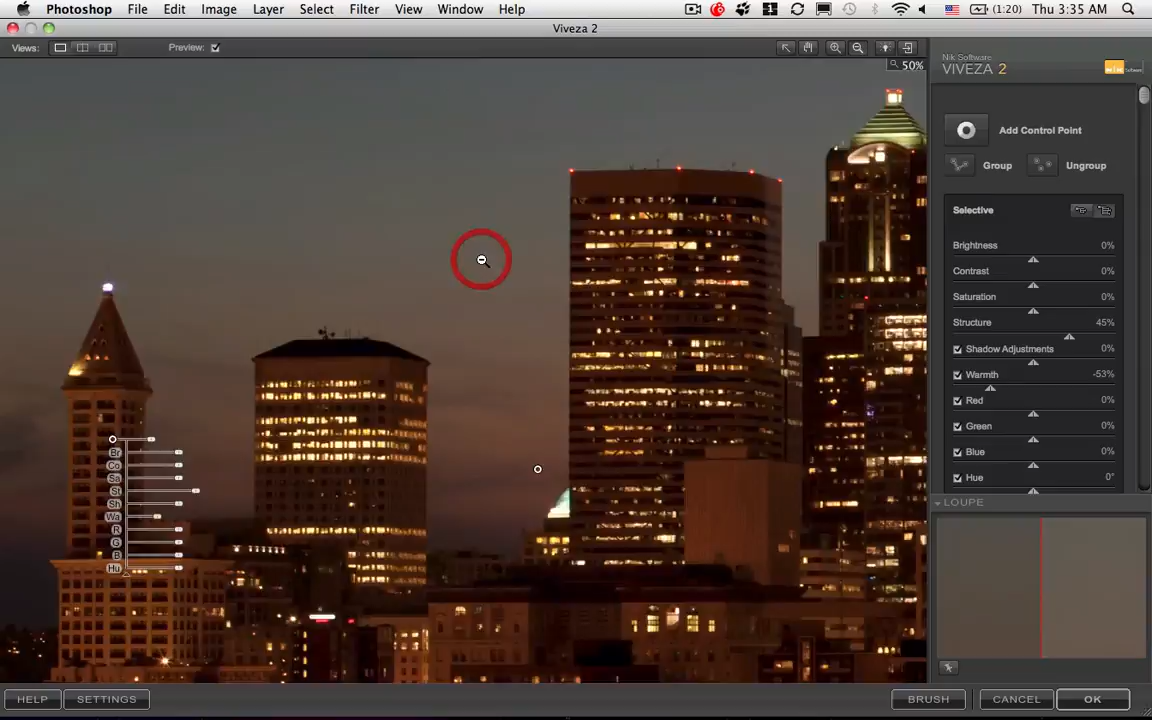 Photoshop File Edit Image Layer Select Filter View Window Help (1:20) Thu 3:35 AM
Viveza 2
Views: Preview:
50%
Nik Software
VIVEZA 2
Add Control Point
Group Ungroup
Selective
Brightness 0%
Contrast 0%
Saturation 0%
Structure 45%
Shadow Adjustments 0%
Warmth -53%
Red 0%
Green 0%
Blue 0%
Hue 0°
Br
Co
Sa
St
Sh
Wa
R
G
B
Hu
LOUPE
HELP SETTINGS BRUSH CANCEL OK